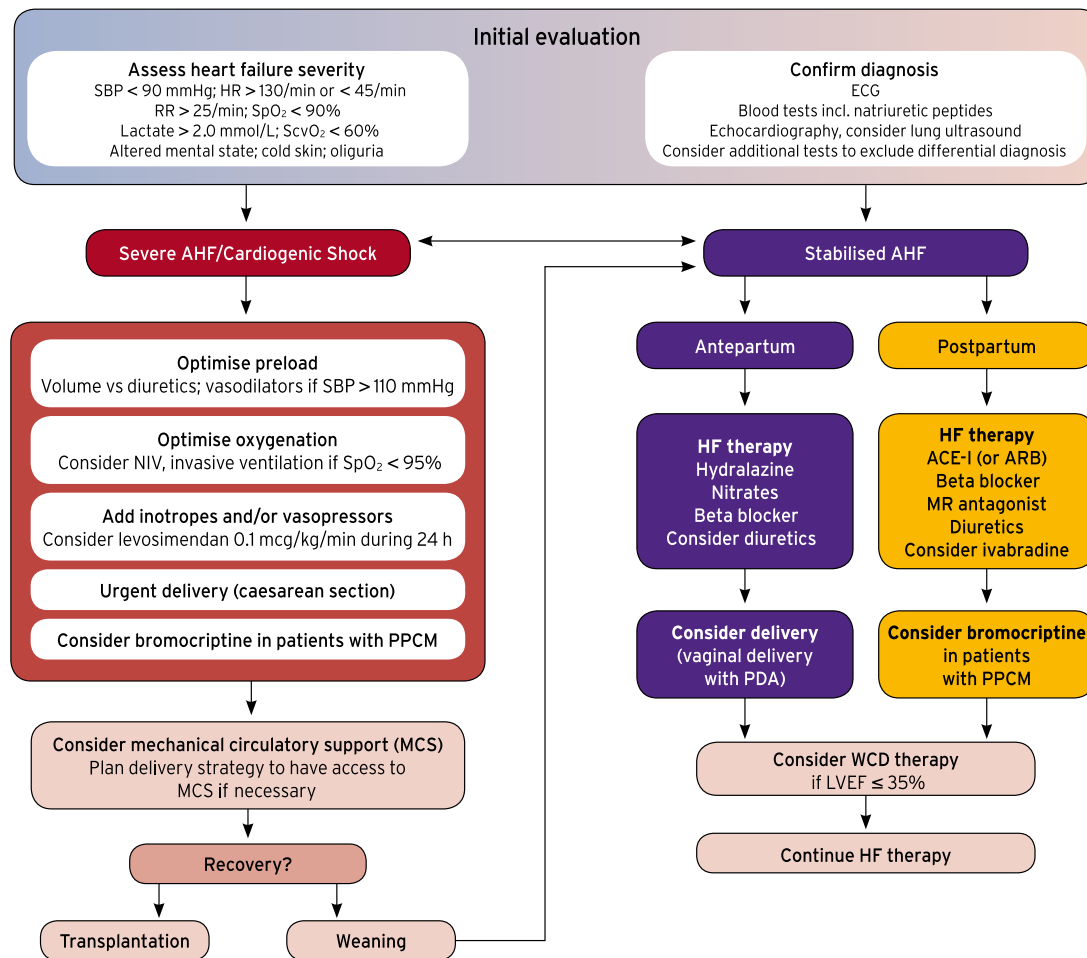 Initial evaluation
Assess heart failure severity
SBP < 90 mmHg; HR > 130/min or < 45/min
RR > 25/min; SpO₂ < 90%
Lactate > 2.0 mmol/L; ScvO₂ < 60%
Altered mental state; cold skin; oliguria
Confirm diagnosis
ECG
Blood tests incl. natriuretic peptides
Echocardiography, consider lung ultrasound
Consider additional tests to exclude differential diagnosis
Severe AHF/Cardiogenic Shock
Stabilised AHF
Optimise preload
Volume vs diuretics; vasodilators if SBP > 110 mmHg
Optimise oxygenation
Consider NIV, invasive ventilation if SpO₂ < 95%
Add inotropes and/or vasopressors
Consider levosimendan 0.1 mcg/kg/min during 24 h
Urgent delivery (caesarean section)
Consider bromocriptine in patients with PPCM
Consider mechanical circulatory support (MCS)
Plan delivery strategy to have access to
MCS if necessary
Recovery?
Transplantation
Weaning
Antepartum
HF therapy
Hydralazine
Nitrates
Beta blocker
Consider diuretics
Consider delivery
(vaginal delivery
with PDA)
Postpartum
HF therapy
ACE-I (or ARB)
Beta blocker
MR antagonist
Diuretics
Consider ivabradine
Consider bromocriptine
in patients
with PPCM
Consider WCD therapy
if LVEF ≤ 35%
Continue HF therapy